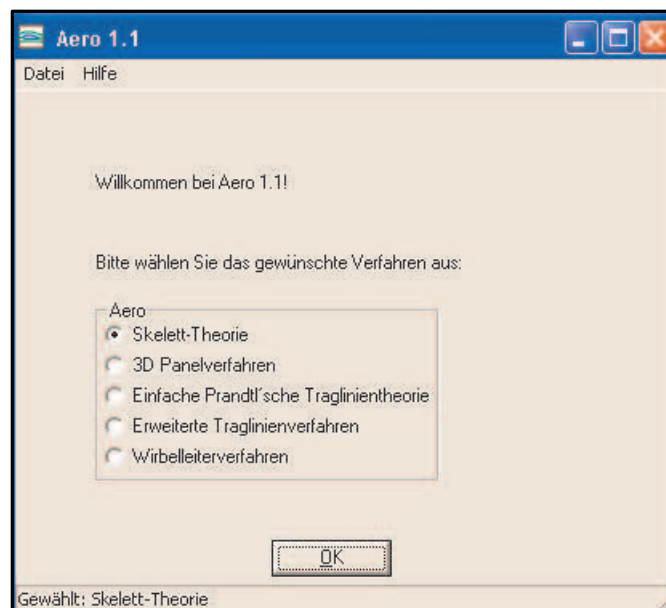 Aero 1.1
Datei Hilfe
Willkommen bei Aero 1.1!
Bitte wählen Sie das gewünschte Verfahren aus:
Aero
Skelett-Theorie
3D Panelverfahren
Einfache Prandtl´sche Traglinientheorie
Erweiterte Traglinienverfahren
Wirbelleiterverfahren
OK
Gewählt: Skelett-Theorie